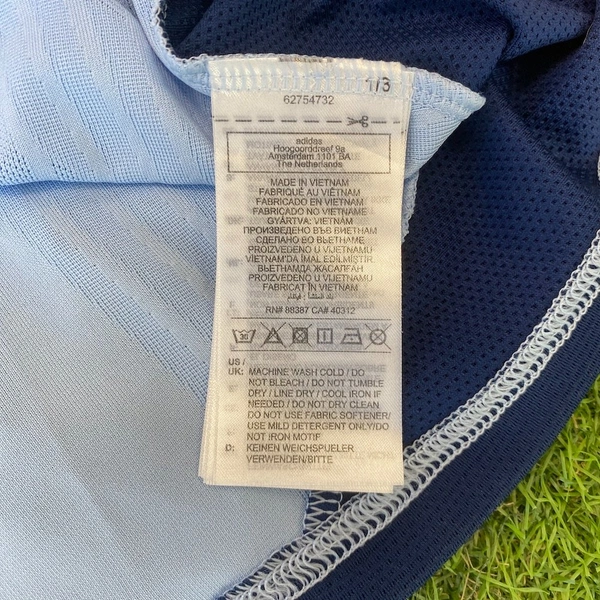 1/3
62754732
adidas
Hoogoorddreef 9a
Amsterdam 1101 BA
The Netherlands
MADE IN VIETNAM
FABRIQUÉ AU VIÊTNAM
FABRICADO EN VIETNAM
FABRICADO NO VIETNAME
GYÁRTVA: VIETNAM
ПРОИЗВЕДЕНО ВЪВ ВИЕТНАМ
СДЕЛАНО ВО ВЬЕТНАМЕ
PROIZVEDENO U VIJETNAMU
VIETNAM'DA İMAL EDİLMİŞTİR
ВЬЕТНАМДА ЖАСАЛҒАН
PROIZVEDENO U VIJETNAMU
FABRICAT ÎN VIETNAM
RN# 88387 CA# 40312
US /
UK: MACHINE WASH COLD / DO
NOT BLEACH / DO NOT TUMBLE
DRY / LINE DRY / COOL IRON IF
NEEDED / DO NOT DRY CLEAN
DO NOT USE FABRIC SOFTENER/
USE MILD DETERGENT ONLY/DO
NOT IRON MOTIF
D: KEINEN WEICHSPUELER
VERWENDEN/BITTE